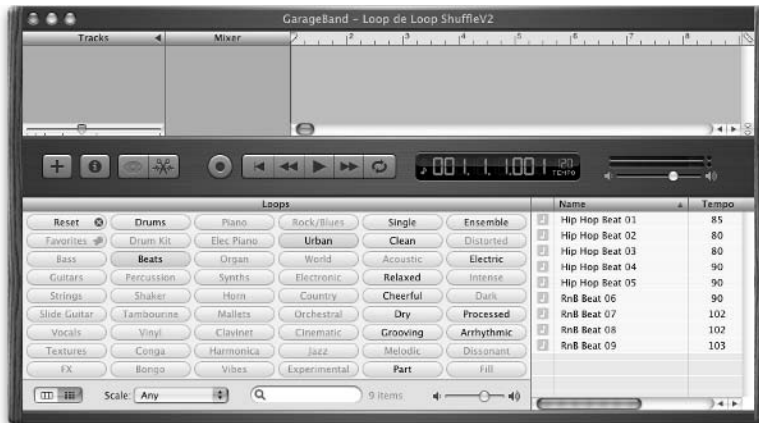 GarageBand – Loop de Loop ShuffleV2
Tracks Mixer 2 3 4 5 6 7 8
001. 1. 1.001 120 TEMPO
Loops Name Tempo
Reset Drums Piano Rock/Blues Single Ensemble
Favorites Drum Kit Elec Piano Urban Clean Distorted
Bass Beats Organ World Acoustic Electric
Guitars Percussion Synths Electronic Relaxed Intense
Strings Shaker Horn Country Cheerful Dark
Slide Guitar Tambourine Mallets Orchestral Dry Processed
Vocals Vinyl Clavinet Cinematic Grooving Arrhythmic
Textures Conga Harmonica Jazz Melodic Dissonant
FX Bongo Vibes Experimental Part Fill
Hip Hop Beat 01 85
Hip Hop Beat 02 80
Hip Hop Beat 03 80
Hip Hop Beat 04 90
Hip Hop Beat 05 90
RnB Beat 06 90
RnB Beat 07 102
RnB Beat 08 102
RnB Beat 09 103
Scale: Any 9 items